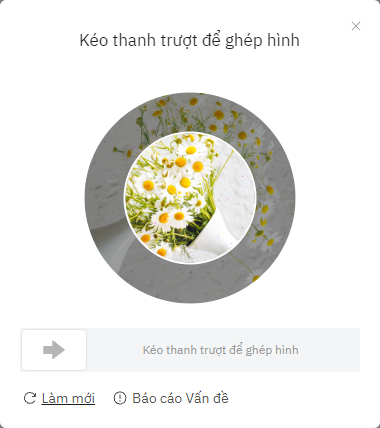 Kéo thanh trượt để ghép hình
Kéo thanh trượt để ghép hình
Làm mới
Báo cáo Vấn đề